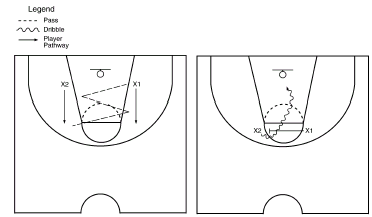 Legend
Pass
Dribble
Player
Pathway
X2 X1
X2 X1